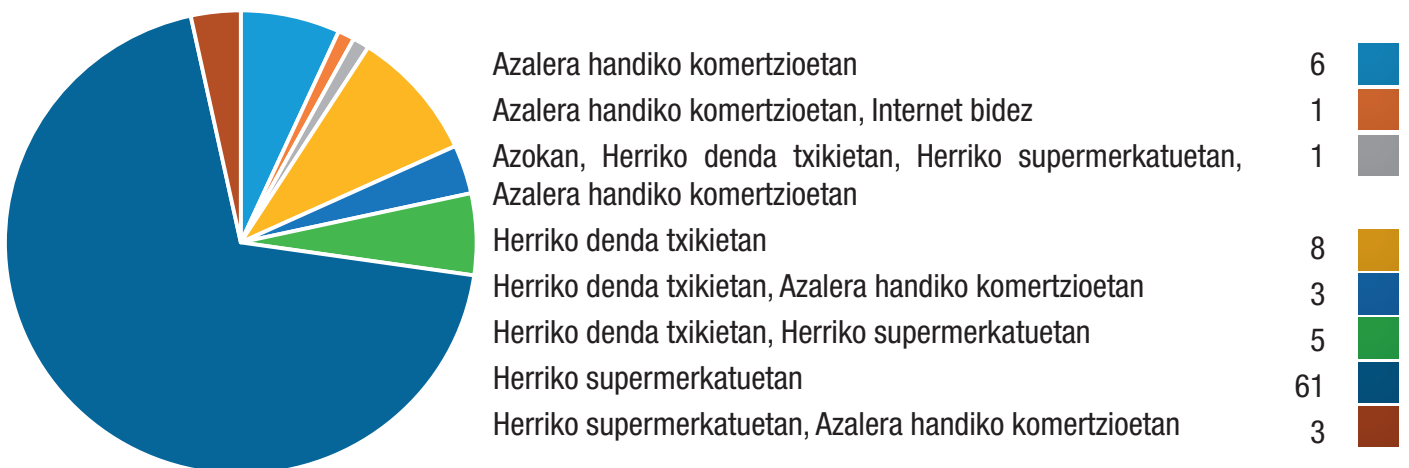 Azalera handiko komertzioetan 6
Azalera handiko komertzioetan, Internet bidez 1
Azokan, Herriko denda txikietan, Herriko supermerkatuetan, 1
Azalera handiko komertzioetan
Herriko denda txikietan 8
Herriko denda txikietan, Azalera handiko komertzioetan 3
Herriko denda txikietan, Herriko supermerkatuetan 5
Herriko supermerkatuetan 61
Herriko supermerkatuetan, Azalera handiko komertzioetan 3